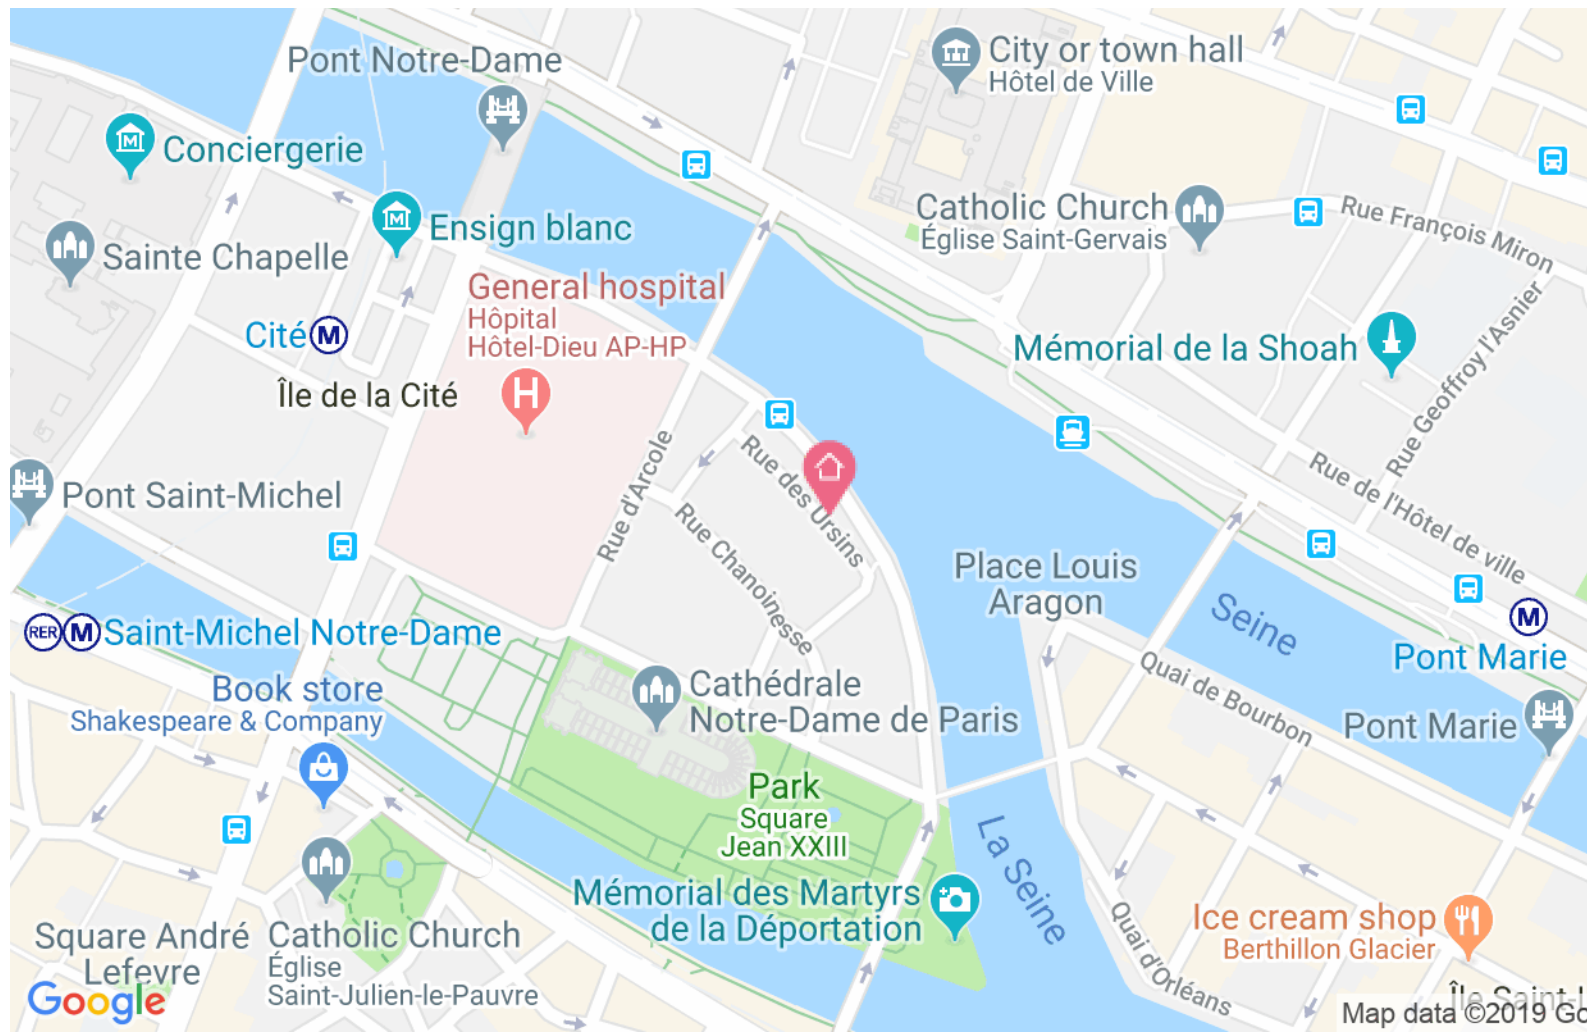 Pont Notre-Dame
City or town hall
Hôtel de Ville
Conciergerie
Catholic Church
Église Saint-Gervais
Rue François Miron
Ensign blanc
Sainte Chapelle
General hospital
Hôpital
Hôtel-Dieu AP-HP
Cité
M
Mémorial de la Shoah
Rue Geoffroy l'Asnier
Île de la Cité
H
Rue d'Arcole
Rue des Ursins
Rue de l'Hôtel de ville
Pont Saint-Michel
Rue Chanoinesse
Place Louis
Aragon
Seine
RER
M
Saint-Michel Notre-Dame
M
Pont Marie
Quai de Bourbon
Book store
Shakespeare & Company
Cathédrale
Notre-Dame de Paris
Pont Marie
Park
Square
Jean XXIII
La Seine
Mémorial des Martyrs
de la Déportation
Quai d'Orléans
Ice cream shop
Berthillon Glacier
Square André
Lefevre
Catholic Church
Église
Saint-Julien-le-Pauvre
Google
Île Saint-L
Map data ©2019 Go